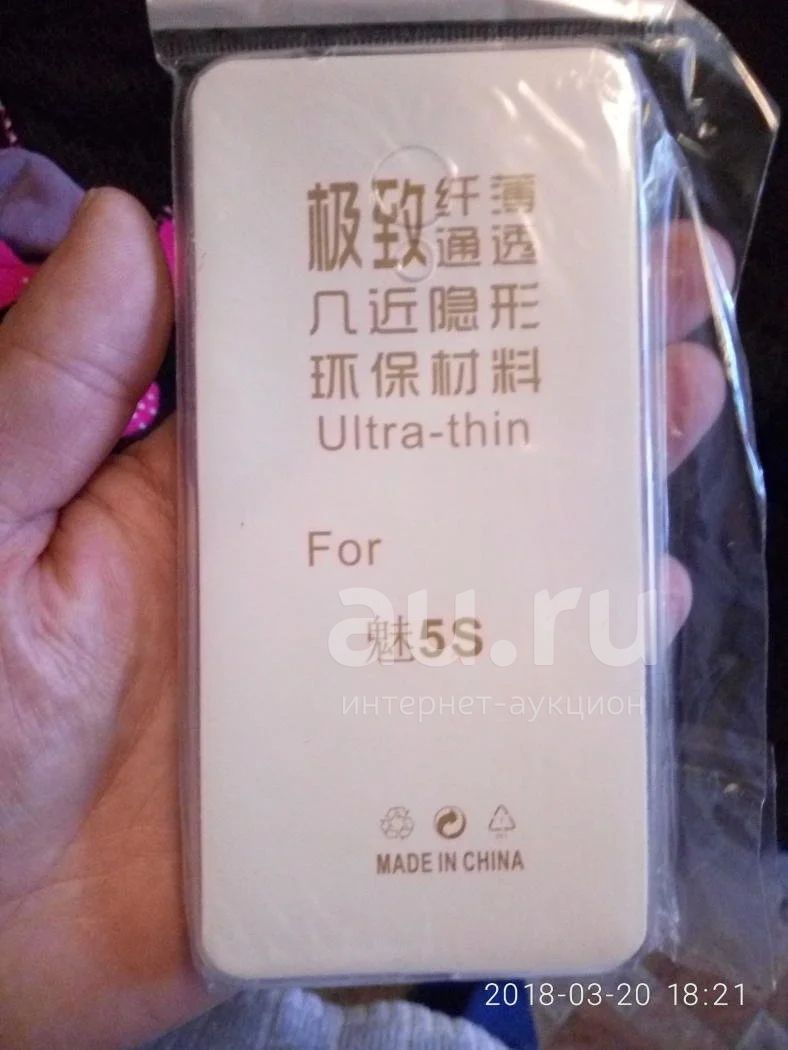 极致纤薄
通透
几近隐形
环保材料
Ultra-thin
For
魅5S
au.ru
интернет-аукцион
MADE IN CHINA
2018-03-20 18:21